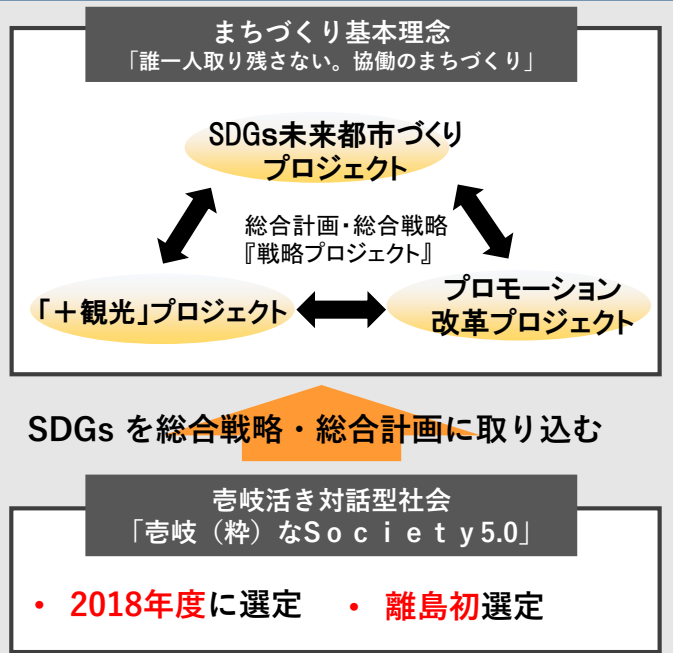 まちづくり基本理念
「誰一人取り残さない。協働のまちづくり」
SDGs未来都市づくり
プロジェクト
総合計画・総合戦略
『戦略プロジェクト』
「＋観光」プロジェクト
プロモーション
改革プロジェクト
SDGs を総合戦略・総合計画に取り込む
壱岐活き対話型社会
「壱岐（粋）なＳｏｃｉｅｔｙ5.0」
• 2018年度に選定
• 離島初選定